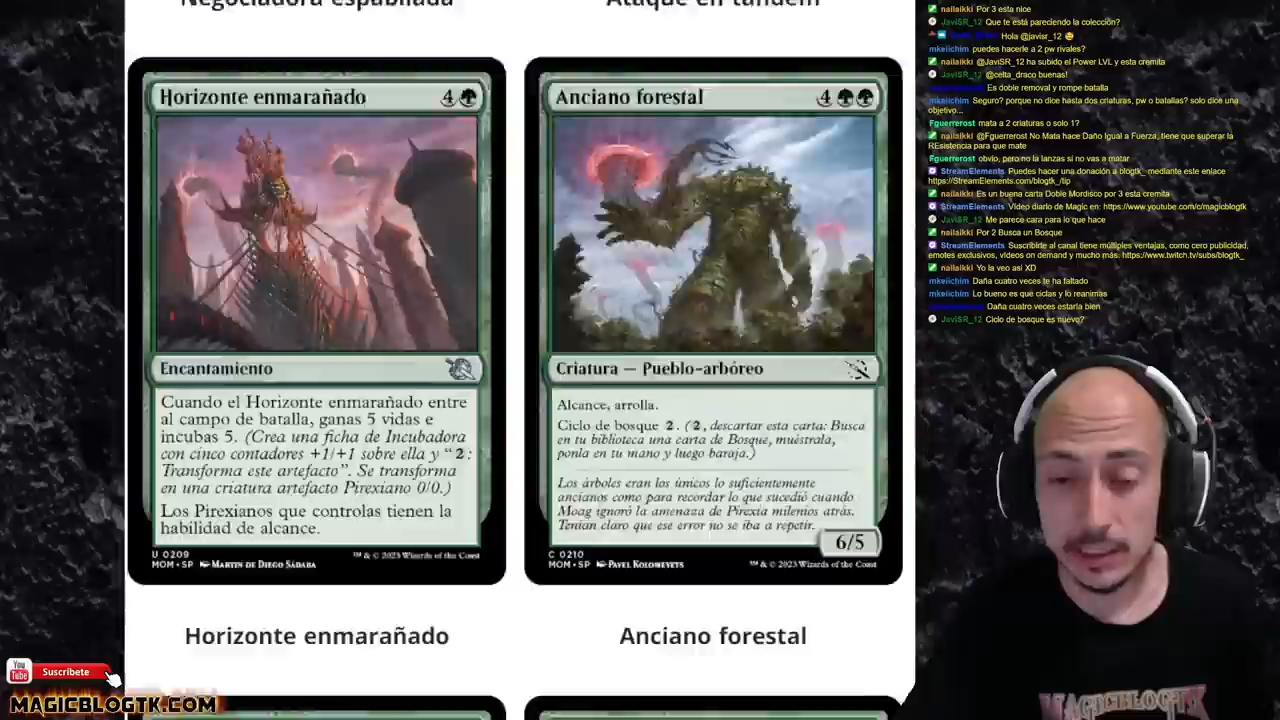 Negociadora espabilada
Ataque en tándem
Horizonte enmarañado
4
Encantamiento
Cuando el Horizonte enmarañado entre
al campo de batalla, ganas 5 vidas e
incubas 5. (Crea una ficha de Incubadora
con cinco contadores +1/+1 sobre ella y “2:
Transforma este artefacto”. Se transforma
en una criatura artefacto Pirexiano 0/0.)
Los Pirexianos que controlas tienen la
habilidad de alcance.
U 0209
MOM • SP MARTIN DE DIEGO SÁDABA
™ & © 2023 Wizards of the Coast
Anciano forestal
4
Criatura — Pueblo-arbóreo
Alcance, arrolla.
Ciclo de bosque 2. (2, descartar esta carta: Busca
en tu biblioteca una carta de Bosque, muéstrala,
ponla en tu mano y luego baraja.)
Los árboles eran los únicos lo suficientemente
ancianos como para recordar lo que sucedió cuando
Moag ignoró la amenaza de Pirexia milenios atrás.
Tenían claro que ese error no se iba a repetir.
6/5
C 0210
MOM • SP PAVEL KOLOMEYETS
™ & © 2023 Wizards of the Coast
Horizonte enmarañado
Anciano forestal
nailaikki Por 3 esta nice
JaviSR_12 Que te está pareciendo la colección?
Hola @javisr_12
mkeiichim puedes hacerle a 2 pw rivales?
nailaikki @JaviSR_12 ha subido el Power LVL y esta cremita
JaviSR_12 @celta_draco buenas!
Es doble removal y rompe batalla
mkeiichim Seguro? porque no dice hasta dos criaturas, pw o batallas? solo dice una
objetivo...
Fguerrerost mata a 2 criaturas o solo 1?
nailaikki @Fguerrerost No Mata hace Daño Igual a Fuerza, tiene que superar la
REsistencia para que mate
Fguerrerost obvio, pero no la lanzas si no vas a matar
StreamElements Puedes hacer una donación a blogtk_ mediante este enlace
https://StreamElements.com/blogtk_/tip
nailaikki Es un buena carta Doble Mordisco por 3 esta cremita
StreamElements Vídeo diario de Magic en: https://www.youtube.com/c/magicblogtk
JaviSR_12 Me parece cara para lo que hace
nailaikki Por 2 Busca un Bosque
StreamElements Suscribirte al canal tiene múltiples ventajas, como cero publicidad,
emotes exclusivos, vídeos on demand y mucho más: https://www.twitch.tv/subs/blogtk_
nailaikki Yo la veo asi XD
mkeiichim Daña cuatro veces te ha faltado
mkeiichim Lo bueno es que ciclas y lo reanimas
Daña cuatro veces estaría bien
JaviSR_12 Ciclo de bosque es nuevo?
You
Tube
Suscríbete
MAGICBLOGTK.COM
MAGICBLOGTK